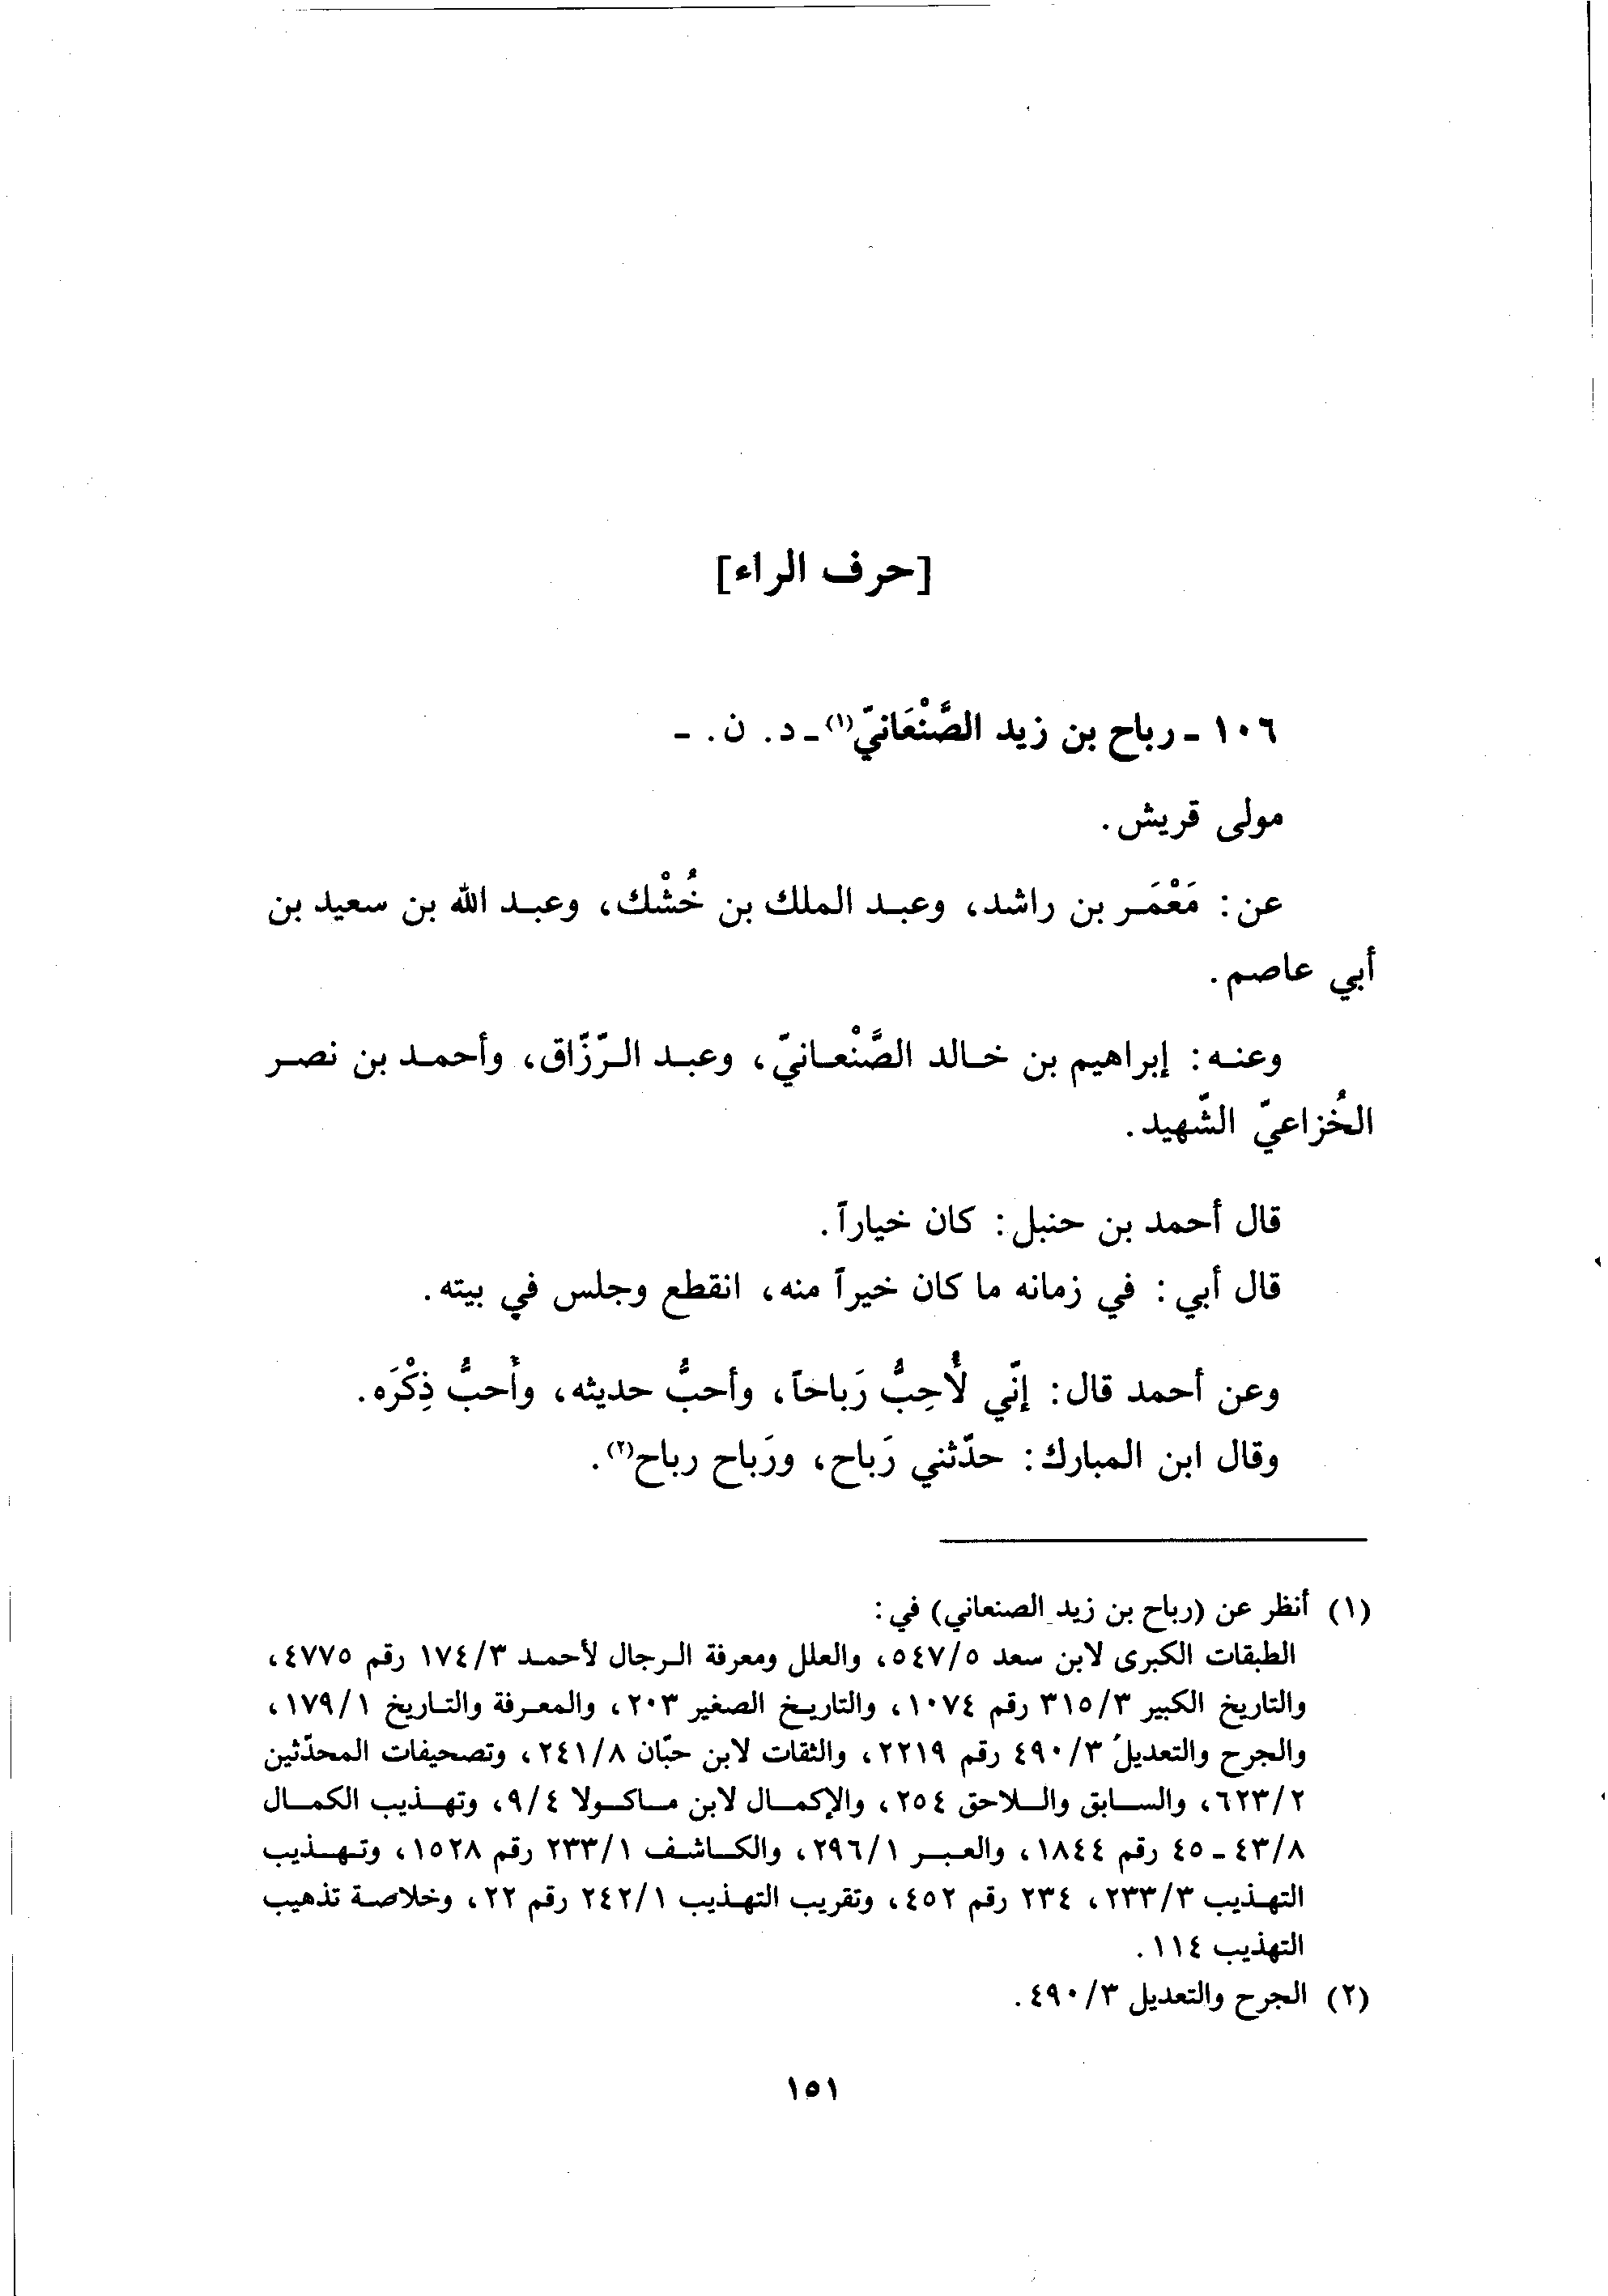 [حرف الراء]
١٠٦ - رباح بن زيد الصَّنْعَانيّ(١) - د. ن. -
مولى قريش.
عن: مَعْمَر بن راشد، وعبد الملك بن خُشْك، وعبد الله بن سعيد بن
أبي عاصم.
وعنه: إبراهيم بن خالد الصَّنْعانيّ، وعبد الرّزّاق، وأحمد بن نصر
الخُزاعيّ الشّهيد.
قال أحمد بن حنبل: كان خياراً.
قال أبي: في زمانه ما كان خيراً منه، انقطع وجلس في بيته.
وعن أحمد قال: إنّي لأُحِبُّ رَباحاً، وأحبُّ حديثه، وأُحبُّ ذِكْرَه.
وقال ابن المبارك: حدّثني رَباح، ورَباح رباح(٢).
(١) أنظر عن (رباح بن زيد الصنعاني) في:
الطبقات الكبرى لابن سعد ٥٤٧/٥، والعلل ومعرفة الرجال لأحمد ١٧٤/٣ رقم ٤٧٧٥،
والتاريخ الكبير ٣١٥/٣ رقم ١٠٧٤، والتاريخ الصغير ٢٠٣، والمعرفة والتاريخ ١٧٩/١،
والجرح والتعديل ٤٩٠/٣ رقم ٢٢١٩، والثقات لابن حبّان ٢٤١/٨، وتصحيفات المحدّثين
٦٢٣/٢، والسابق واللاحق ٢٥٤، والإكمال لابن ماكولا ٩/٤، وتهذيب الكمال
٤٣/٨ - ٤٥ رقم ١٨٤٤، والعبر ٢٩٦/١، والكاشف ٢٣٣/١ رقم ١٥٢٨، وتهذيب
التهذيب ٢٣٣/٣، ٢٣٤ رقم ٤٥٢، وتقريب التهذيب ٢٤٢/١ رقم ٢٢، وخلاصة تذهيب
التهذيب ١١٤.
(٢) الجرح والتعديل ٤٩٠/٣.
١٥١